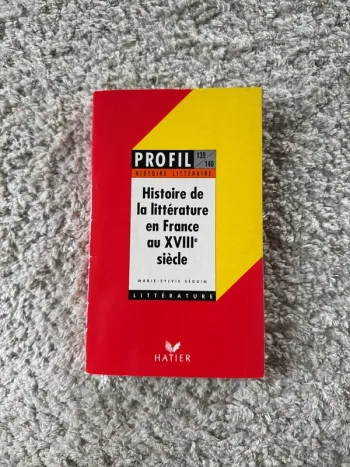 PROFIL
139
140
HISTOIRE LITTÉRAIRE
Histoire de
la littérature
en France
au XVIIIe
siècle
MARIE-SYLVIE SÉGUIN
LITTÉRATURE
HATIER